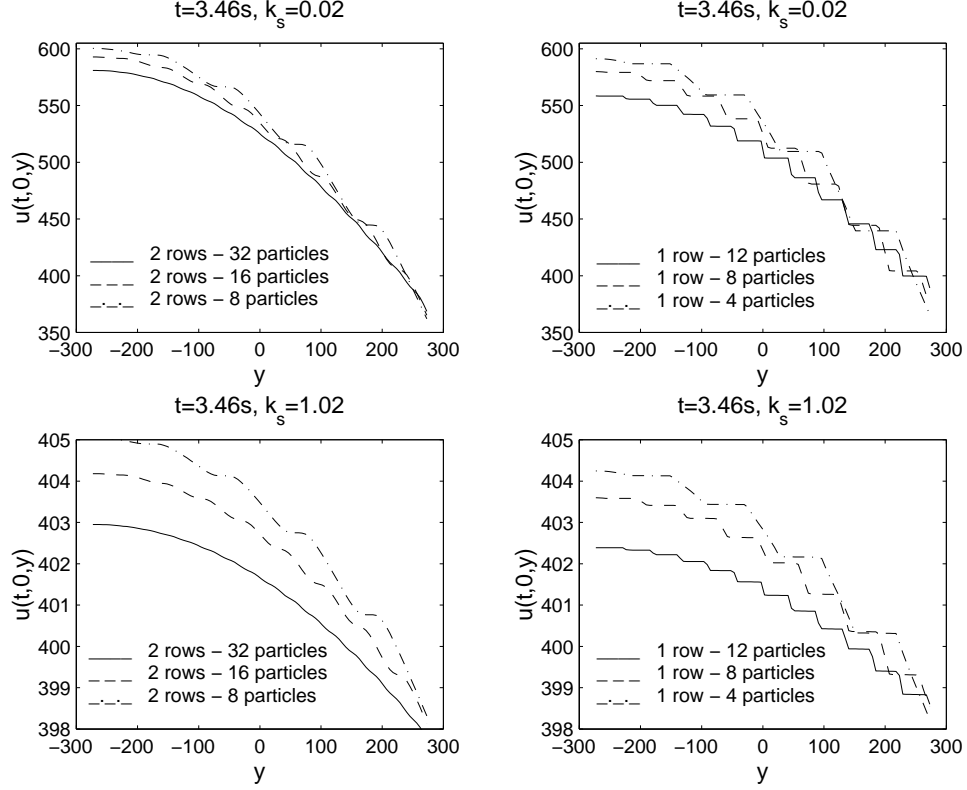 t=3.46s, k_s=0.02
u(t,0,y)
600
550
500
450
400
350
2 rows − 32 particles
2 rows − 16 particles
2 rows − 8 particles
−300 −200 −100 0 100 200 300
y
t=3.46s, k_s=0.02
u(t,0,y)
600
550
500
450
400
350
1 row − 12 particles
1 row − 8 particles
1 row − 4 particles
−300 −200 −100 0 100 200 300
y
t=3.46s, k_s=1.02
u(t,0,y)
405
404
403
402
401
400
399
398
2 rows − 32 particles
2 rows − 16 particles
2 rows − 8 particles
−300 −200 −100 0 100 200 300
y
t=3.46s, k_s=1.02
u(t,0,y)
405
404
403
402
401
400
399
398
1 row − 12 particles
1 row − 8 particles
1 row − 4 particles
−300 −200 −100 0 100 200 300
y